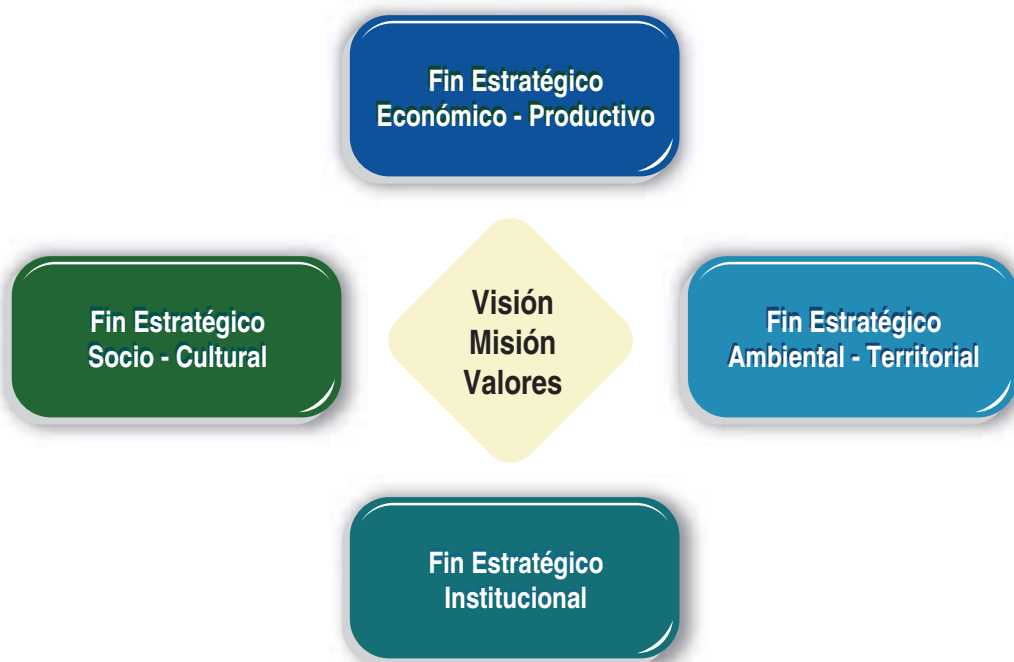 Fin Estratégico
Económico - Productivo
Fin Estratégico
Socio - Cultural
Visión
Misión
Valores
Fin Estratégico
Ambiental - Territorial
Fin Estratégico
Institucional